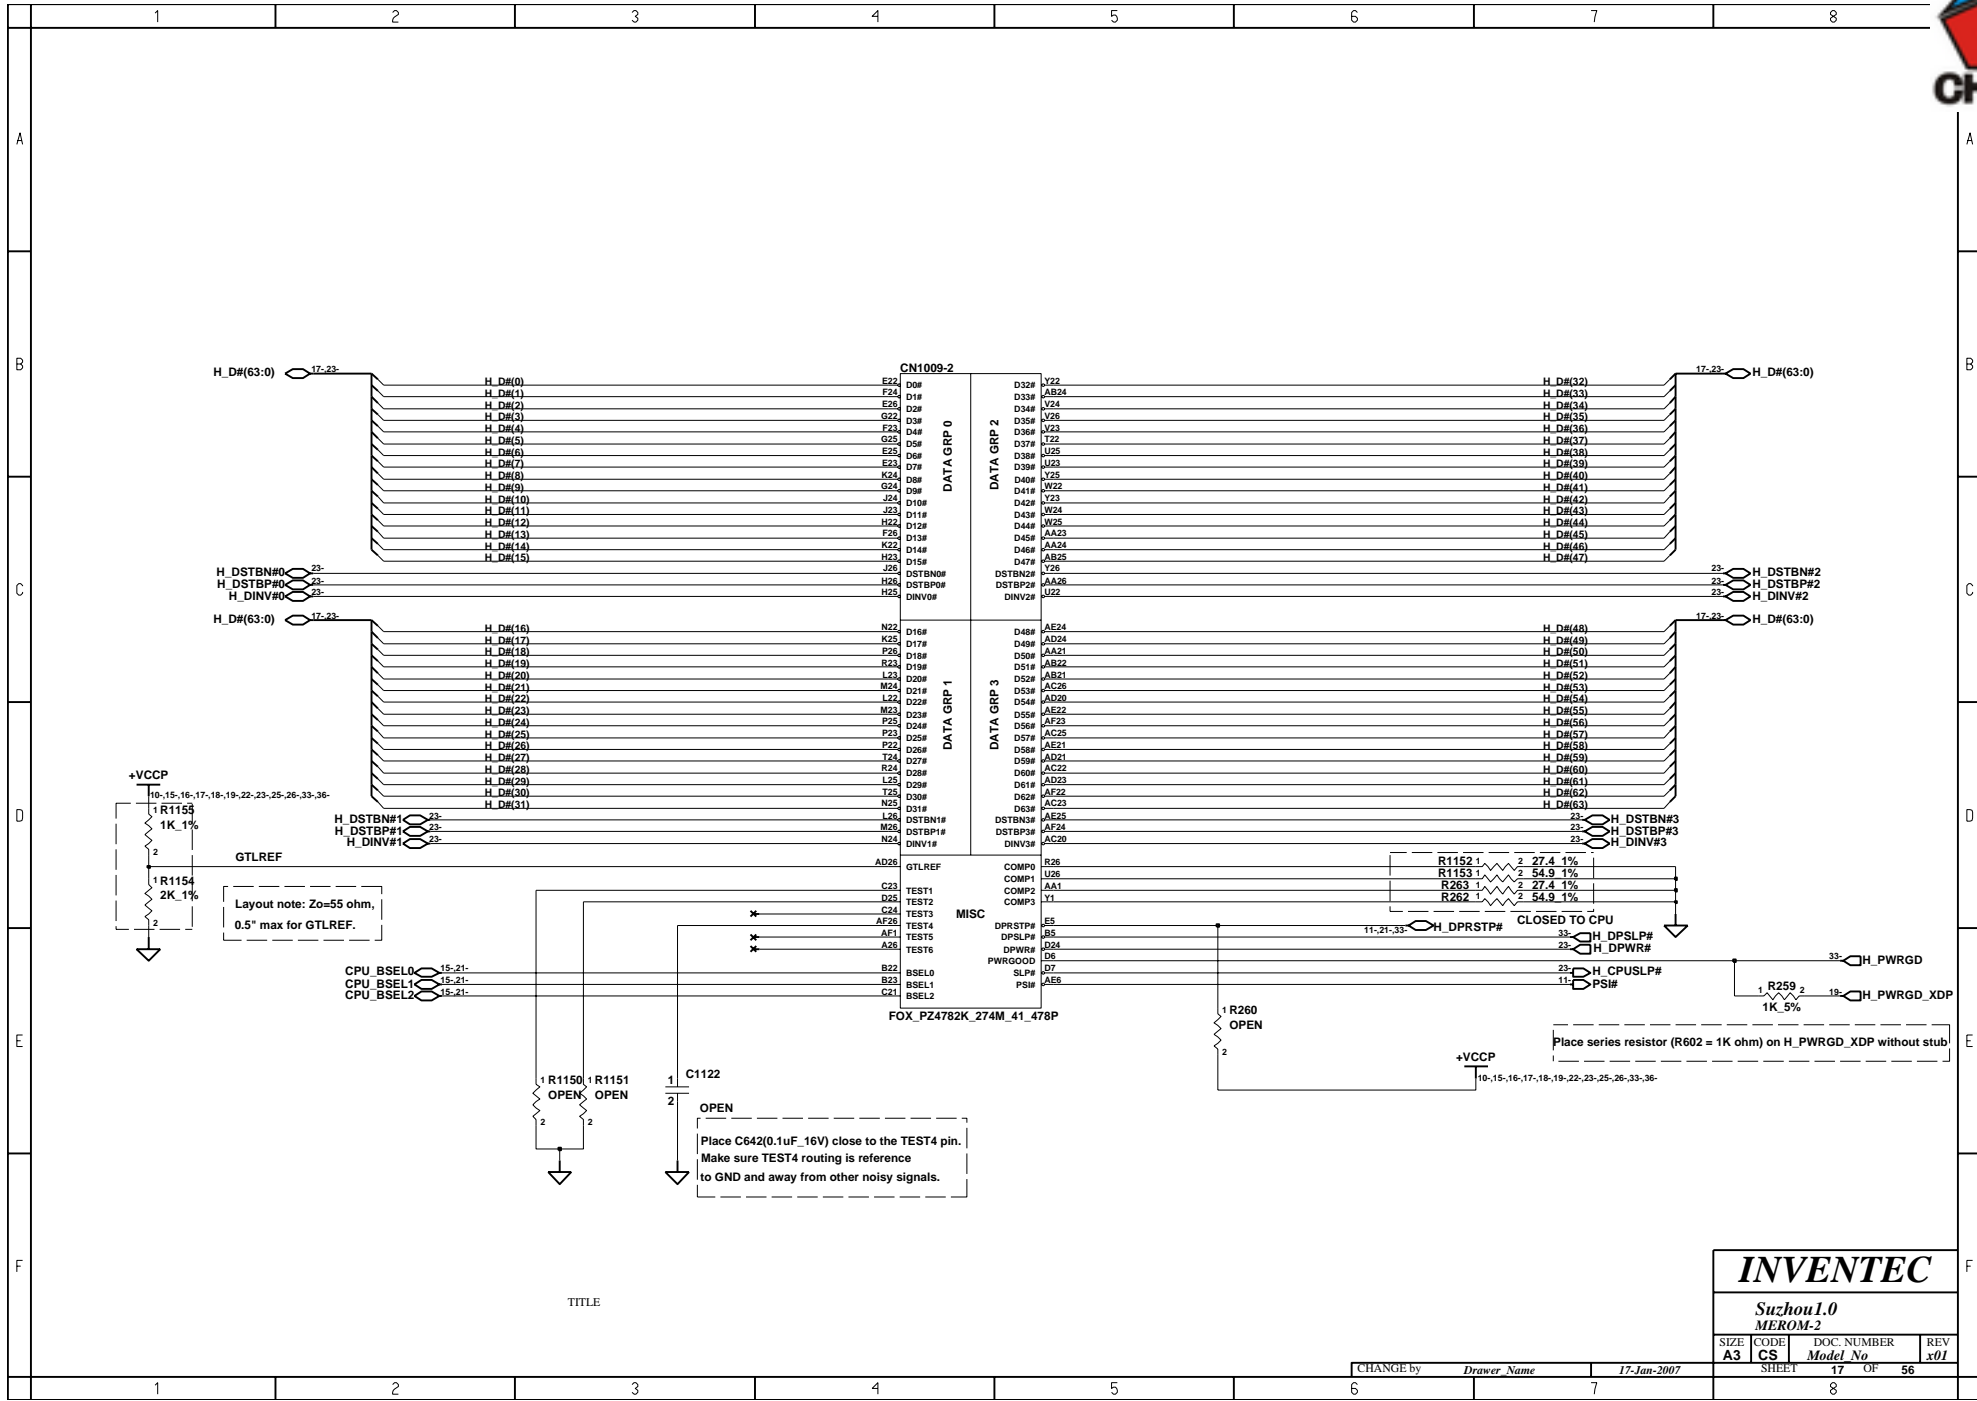 1 2 3 4 5 6 7 8
CH
A A
B B
C C
D D
E E
F F
CN1009-2
H_D#(63:0) 17-,23-
H_D#(0) E22 D0#
H_D#(1) F24 D1#
H_D#(2) E26 D2#
H_D#(3) G22 D3#
H_D#(4) F23 D4#
H_D#(5) G25 D5#
H_D#(6) E25 D6#
H_D#(7) E23 D7#
H_D#(8) K24 D8#
H_D#(9) G24 D9#
H_D#(10) J24 D10#
H_D#(11) J23 D11#
H_D#(12) H22 D12#
H_D#(13) F26 D13#
H_D#(14) K22 D14#
H_D#(15) H23 D15#
H_DSTBN#0 23- J26 DSTBN0#
H_DSTBP#0 23- H26 DSTBP0#
H_DINV#0 23- H25 DINV0#
DATA GRP 0
DATA GRP 2
17-,23- H_D#(63:0)
D32# Y22 H_D#(32)
D33# AB24 H_D#(33)
D34# V24 H_D#(34)
D35# V26 H_D#(35)
D36# V23 H_D#(36)
D37# T22 H_D#(37)
D38# U25 H_D#(38)
D39# U23 H_D#(39)
D40# Y25 H_D#(40)
D41# W22 H_D#(41)
D42# Y23 H_D#(42)
D43# W24 H_D#(43)
D44# W25 H_D#(44)
D45# AA23 H_D#(45)
D46# AA24 H_D#(46)
D47# AB25 H_D#(47)
DSTBN2# Y26 23- H_DSTBN#2
DSTBP2# AA26 23- H_DSTBP#2
DINV2# U22 23- H_DINV#2
H_D#(63:0) 17-,23-
H_D#(16) N22 D16#
H_D#(17) K25 D17#
H_D#(18) P26 D18#
H_D#(19) R23 D19#
H_D#(20) L23 D20#
H_D#(21) M24 D21#
H_D#(22) L22 D22#
H_D#(23) M23 D23#
H_D#(24) P25 D24#
H_D#(25) P23 D25#
H_D#(26) P22 D26#
H_D#(27) T24 D27#
H_D#(28) R24 D28#
H_D#(29) L25 D29#
H_D#(30) T25 D30#
H_D#(31) N25 D31#
H_DSTBN#1 23- L26 DSTBN1#
H_DSTBP#1 23- M26 DSTBP1#
H_DINV#1 23- N24 DINV1#
DATA GRP 1
DATA GRP 3
17-,23- H_D#(63:0)
D48# AE24 H_D#(48)
D49# AD24 H_D#(49)
D50# AA21 H_D#(50)
D51# AB22 H_D#(51)
D52# AB21 H_D#(52)
D53# AC26 H_D#(53)
D54# AD20 H_D#(54)
D55# AE22 H_D#(55)
D56# AF23 H_D#(56)
D57# AC25 H_D#(57)
D58# AE21 H_D#(58)
D59# AD21 H_D#(59)
D60# AC22 H_D#(60)
D61# AD23 H_D#(61)
D62# AF22 H_D#(62)
D63# AC23 H_D#(63)
DSTBN3# AE25 23- H_DSTBN#3
DSTBP3# AF24 23- H_DSTBP#3
DINV3# AC20 23- H_DINV#3
+VCCP
10-,15-,16-,17-,18-,19-,22-,23-,25-,26-,33-,36-
1 R1155
1K_1%
2
GTLREF AD26 GTLREF
1 R1154
2K_1%
2
Layout note: Zo=55 ohm,
0.5" max for GTLREF.
C23 TEST1
D25 TEST2
C24 TEST3
AF26 TEST4
AF1 TEST5
A26 TEST6
MISC
CPU_BSEL0 15-,21- B22 BSEL0
CPU_BSEL1 15-,21- B23 BSEL1
CPU_BSEL2 15-,21- C21 BSEL2
COMP0 R26 R1152 1 2 27.4_1%
COMP1 U26 R1153 1 2 54.9_1%
COMP2 AA1 R263 1 2 27.4_1%
COMP3 Y1 R262 1 2 54.9_1%
CLOSED TO CPU
DPRSTP# E5 11-,21-,33- H_DPRSTP#
DPSLP# B5 33- H_DPSLP#
DPWR# D24 23- H_DPWR#
PWRGOOD D6 33- H_PWRGD
SLP# D7 23- H_CPUSLP#
PSI# AE6 11- PSI#
1 R259 2 19- H_PWRGD_XDP
1K_5%
FOX_PZ4782K_274M_41_478P
1 R260
OPEN
2
Place series resistor (R602 = 1K ohm) on H_PWRGD_XDP without stub
+VCCP
10-,15-,16-,17-,18-,19-,22-,23-,25-,26-,33-,36-
1 R1150
OPEN
2
1 R1151
OPEN
2
1 C1122
2
OPEN
Place C642(0.1uF_16V) close to the TEST4 pin.
Make sure TEST4 routing is reference
to GND and away from other noisy signals.
TITLE
INVENTEC
Suzhou1.0
MEROM-2
SIZE CODE DOC. NUMBER REV
A3 CS Model_No x01
CHANGE by Drawer_Name 17-Jan-2007 SHEET 17 OF 56
1 2 3 4 5 6 7 8